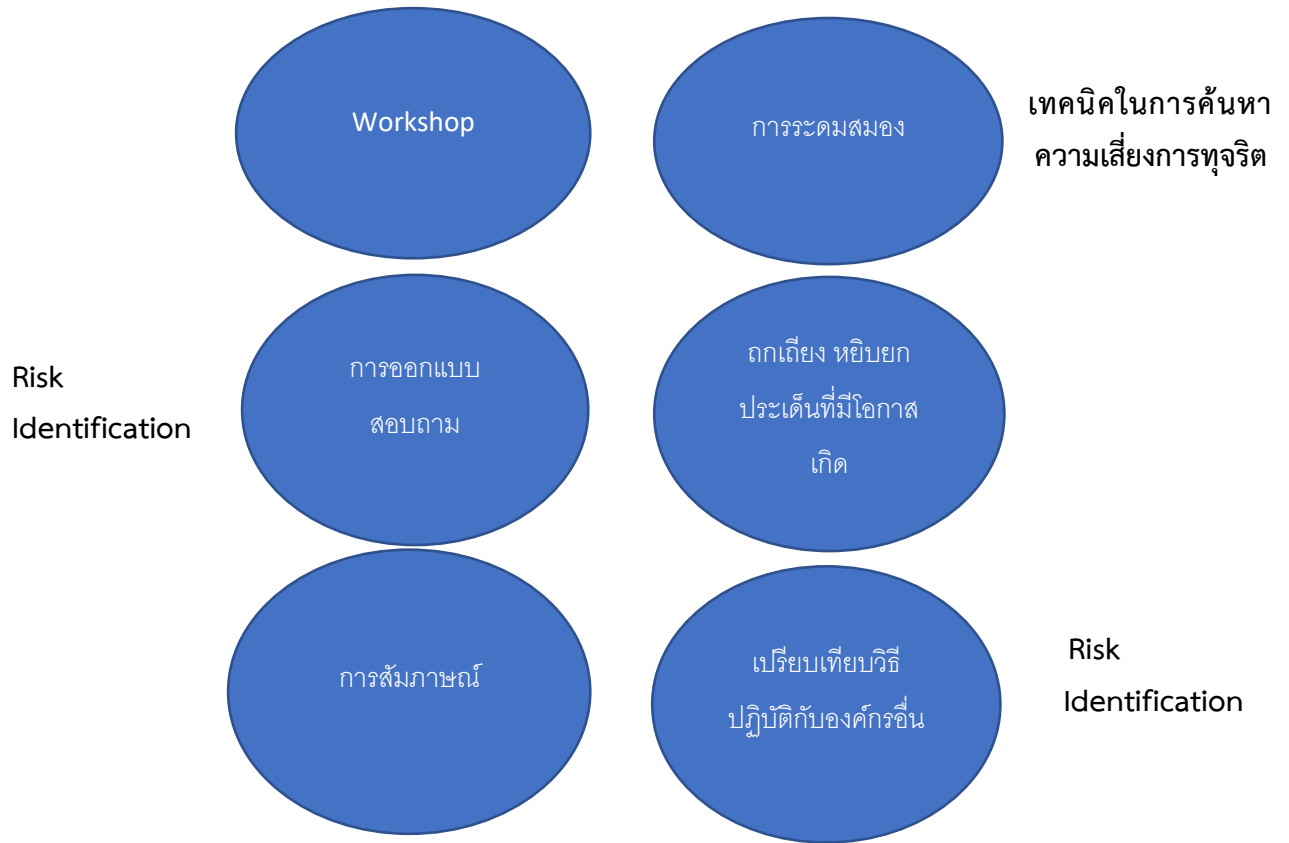 Workshop
การระดมสมอง
เทคนิคในการค้นหา
ความเสี่ยงการทุจริต
Risk
Identification
การออกแบบ
สอบถาม
ถกเถียง หยิบยก
ประเด็นที่มีโอกาส
เกิด
การสัมภาษณ์
เปรียบเทียบวิธี
ปฏิบัติกับองค์กรอื่น
Risk
Identification